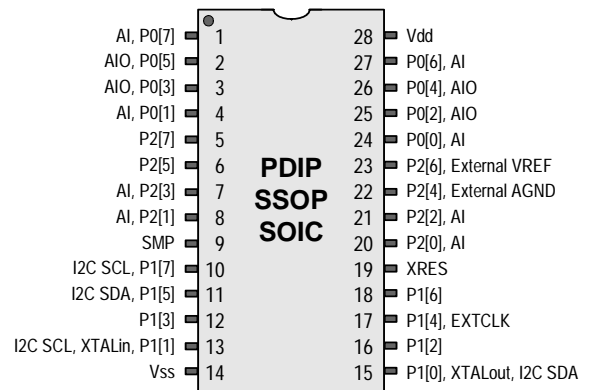 AI, P0[7] 1 28 Vdd
AIO, P0[5] 2 27 P0[6], AI
AIO, P0[3] 3 26 P0[4], AIO
AI, P0[1] 4 25 P0[2], AIO
P2[7] 5 24 P0[0], AI
P2[5] 6 PDIP 23 P2[6], External VREF
AI, P2[3] 7 SSOP 22 P2[4], External AGND
AI, P2[1] 8 SOIC 21 P2[2], AI
SMP 9 20 P2[0], AI
I2C SCL, P1[7] 10 19 XRES
I2C SDA, P1[5] 11 18 P1[6]
P1[3] 12 17 P1[4], EXTCLK
I2C SCL, XTALin, P1[1] 13 16 P1[2]
Vss 14 15 P1[0], XTALout, I2C SDA